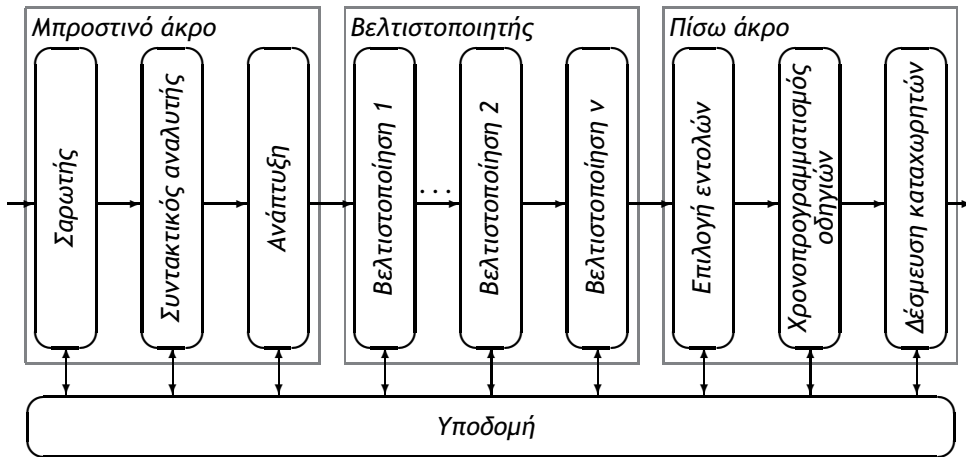 Μπροστινό άκρο
Σαρωτής
Συντακτικός αναλυτής
Ανάπτυξη
Βελτιστοποιητής
Βελτιστοποίηση 1
...
Βελτιστοποίηση 2
Βελτιστοποίηση ν
Πίσω άκρο
Επιλογή εντολών
Χρονοπρογραμματισμός
οδηγιών
Δέσμευση καταχωρητών
Υποδομή